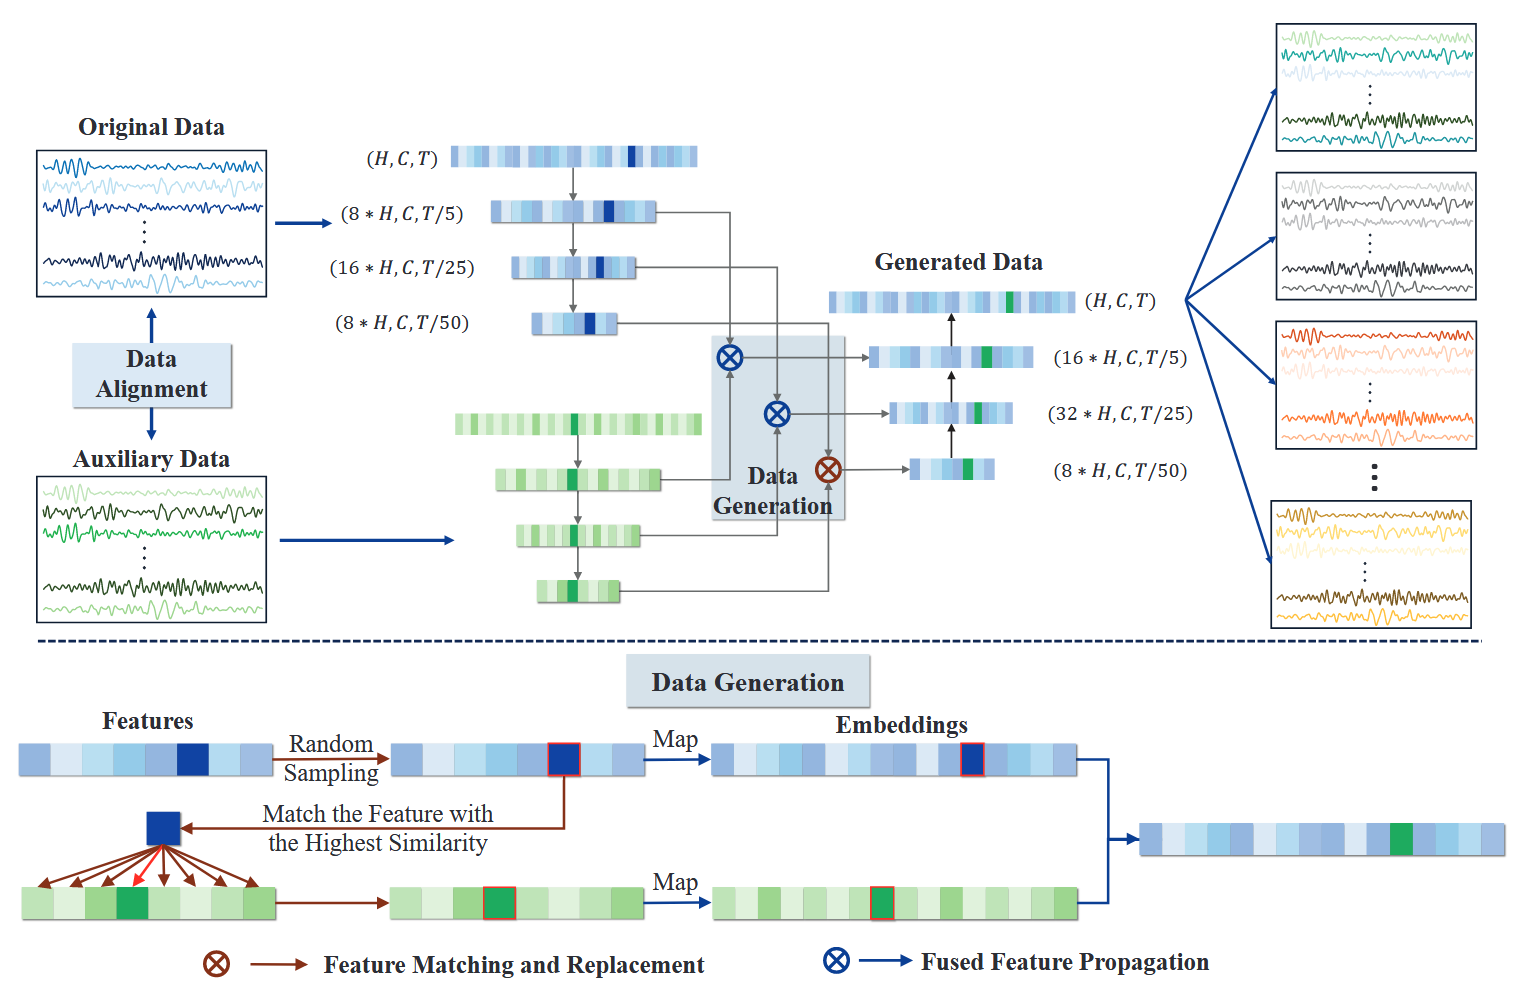 Original Data
(H, C, T)
(8 * H, C, T/5)
(16 * H, C, T/25)
(8 * H, C, T/50)
Data
Alignment
Auxiliary Data
Data
Generation
Generated Data
(H, C, T)
(16 * H, C, T/5)
(32 * H, C, T/25)
(8 * H, C, T/50)
Data Generation
Features
Random
Sampling
Map
Embeddings
Match the Feature with
the Highest Similarity
Map
Feature Matching and Replacement
Fused Feature Propagation